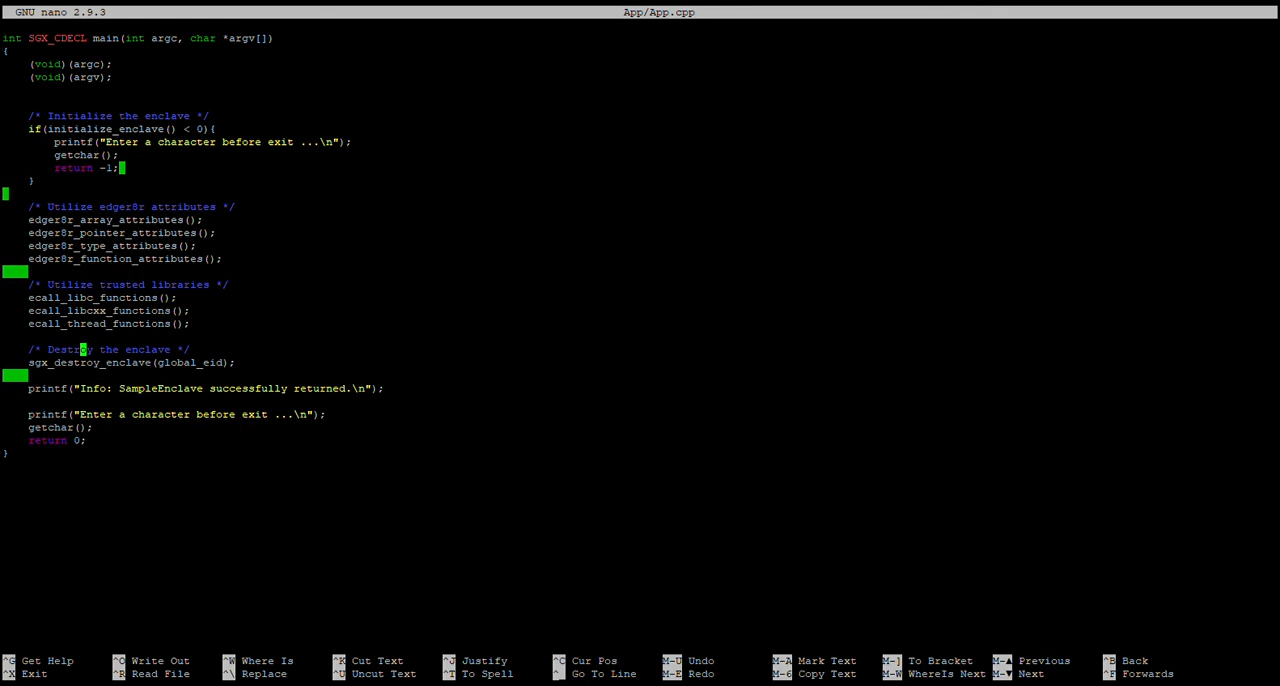 GNU nano 2.9.3 App/App.cpp
int SGX_CDECL main(int argc, char *argv[])
{
(void)(argc);
(void)(argv);
/* Initialize the enclave */
if(initialize_enclave() < 0){
printf("Enter a character before exit ...\n");
getchar();
return -1;
}
/* Utilize edger8r attributes */
edger8r_array_attributes();
edger8r_pointer_attributes();
edger8r_type_attributes();
edger8r_function_attributes();
/* Utilize trusted libraries */
ecall_libc_functions();
ecall_libcxx_functions();
ecall_thread_functions();
/* Destroy the enclave */
sgx_destroy_enclave(global_eid);
printf("Info: SampleEnclave successfully returned.\n");
printf("Enter a character before exit ...\n");
getchar();
return 0;
}
^G Get Help ^O Write Out ^W Where Is ^K Cut Text ^J Justify ^C Cur Pos M-U Undo M-A Mark Text M-] To Bracket M-▲ Previous ^B Back
^X Exit ^R Read File ^\ Replace ^U Uncut Text ^T To Spell ^_ Go To Line M-E Redo M-6 Copy Text M-W WhereIs Next M-▼ Next ^F Forwards